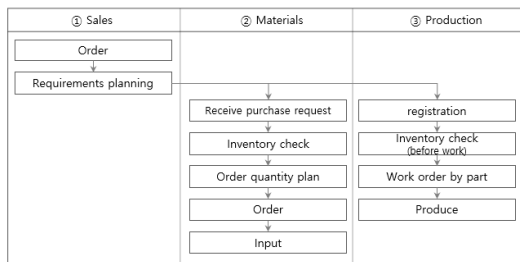 ① Sales
② Materials
③ Production
Order
Requirements planning
Receive purchase request
registration
Inventory check
Inventory check
(before work)
Order quantity plan
Work order by part
Order
Produce
Input